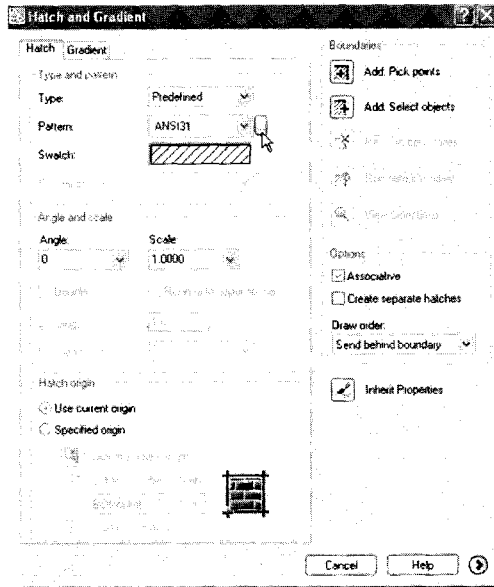 Hatch and Gradient
Hatch Gradient
Type and pattern
Type: Predefined
Pattern: ANSI31
Swatch:
Angle and scale
Angle: Scale
0 1.0000
Hatch origin
Use current origin
Specified origin
Boundaries
Add: Pick points
Add: Select objects
View Selections
Options
Associative
Create separate hatches
Draw order:
Send behind boundary
Inherit Properties
Cancel Help